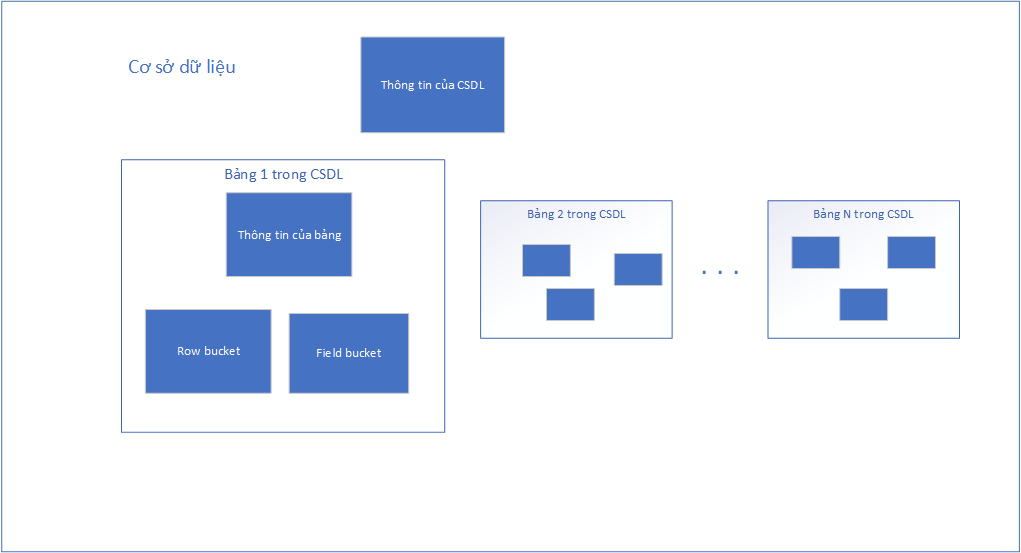 Cơ sở dữ liệu
Thông tin của CSDL
Bảng 1 trong CSDL
Thông tin của bảng
Row bucket
Field bucket
Bảng 2 trong CSDL
. . .
Bảng N trong CSDL